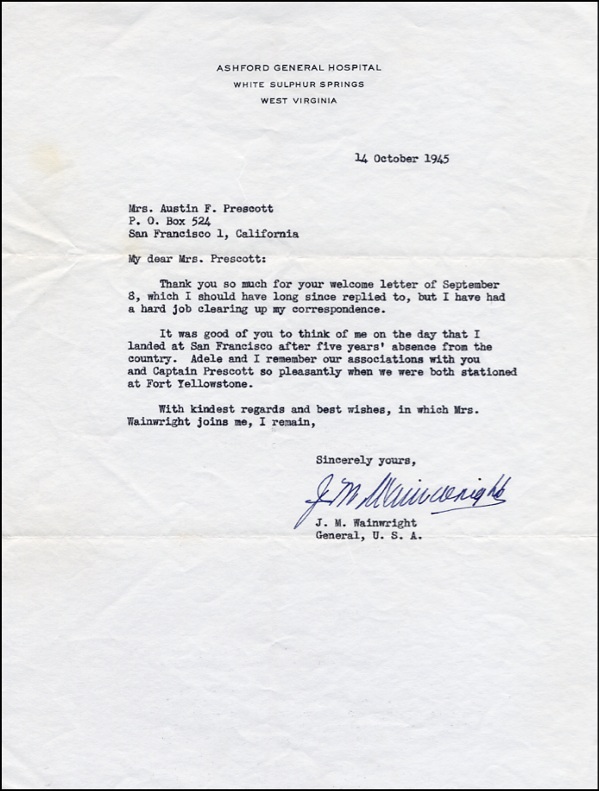 ASHFORD GENERAL HOSPITAL
WHITE SULPHUR SPRINGS
WEST VIRGINIA
14 October 1945
Mrs. Austin F. Prescott
P. O. Box 524
San Francisco 1, California
My dear Mrs. Prescott:
Thank you so much for your welcome letter of September
8, which I should have long since replied to, but I have had
a hard job clearing up my correspondence.
It was good of you to think of me on the day that I
landed at San Francisco after five years' absence from the
country. Adele and I remember our associations with you
and Captain Prescott so pleasantly when we were both stationed
at Fort Yellowstone.
With kindest regards and best wishes, in which Mrs.
Wainwright joins me, I remain,
Sincerely yours,
J M Wainwright
J. M. Wainwright
General, U. S. A.